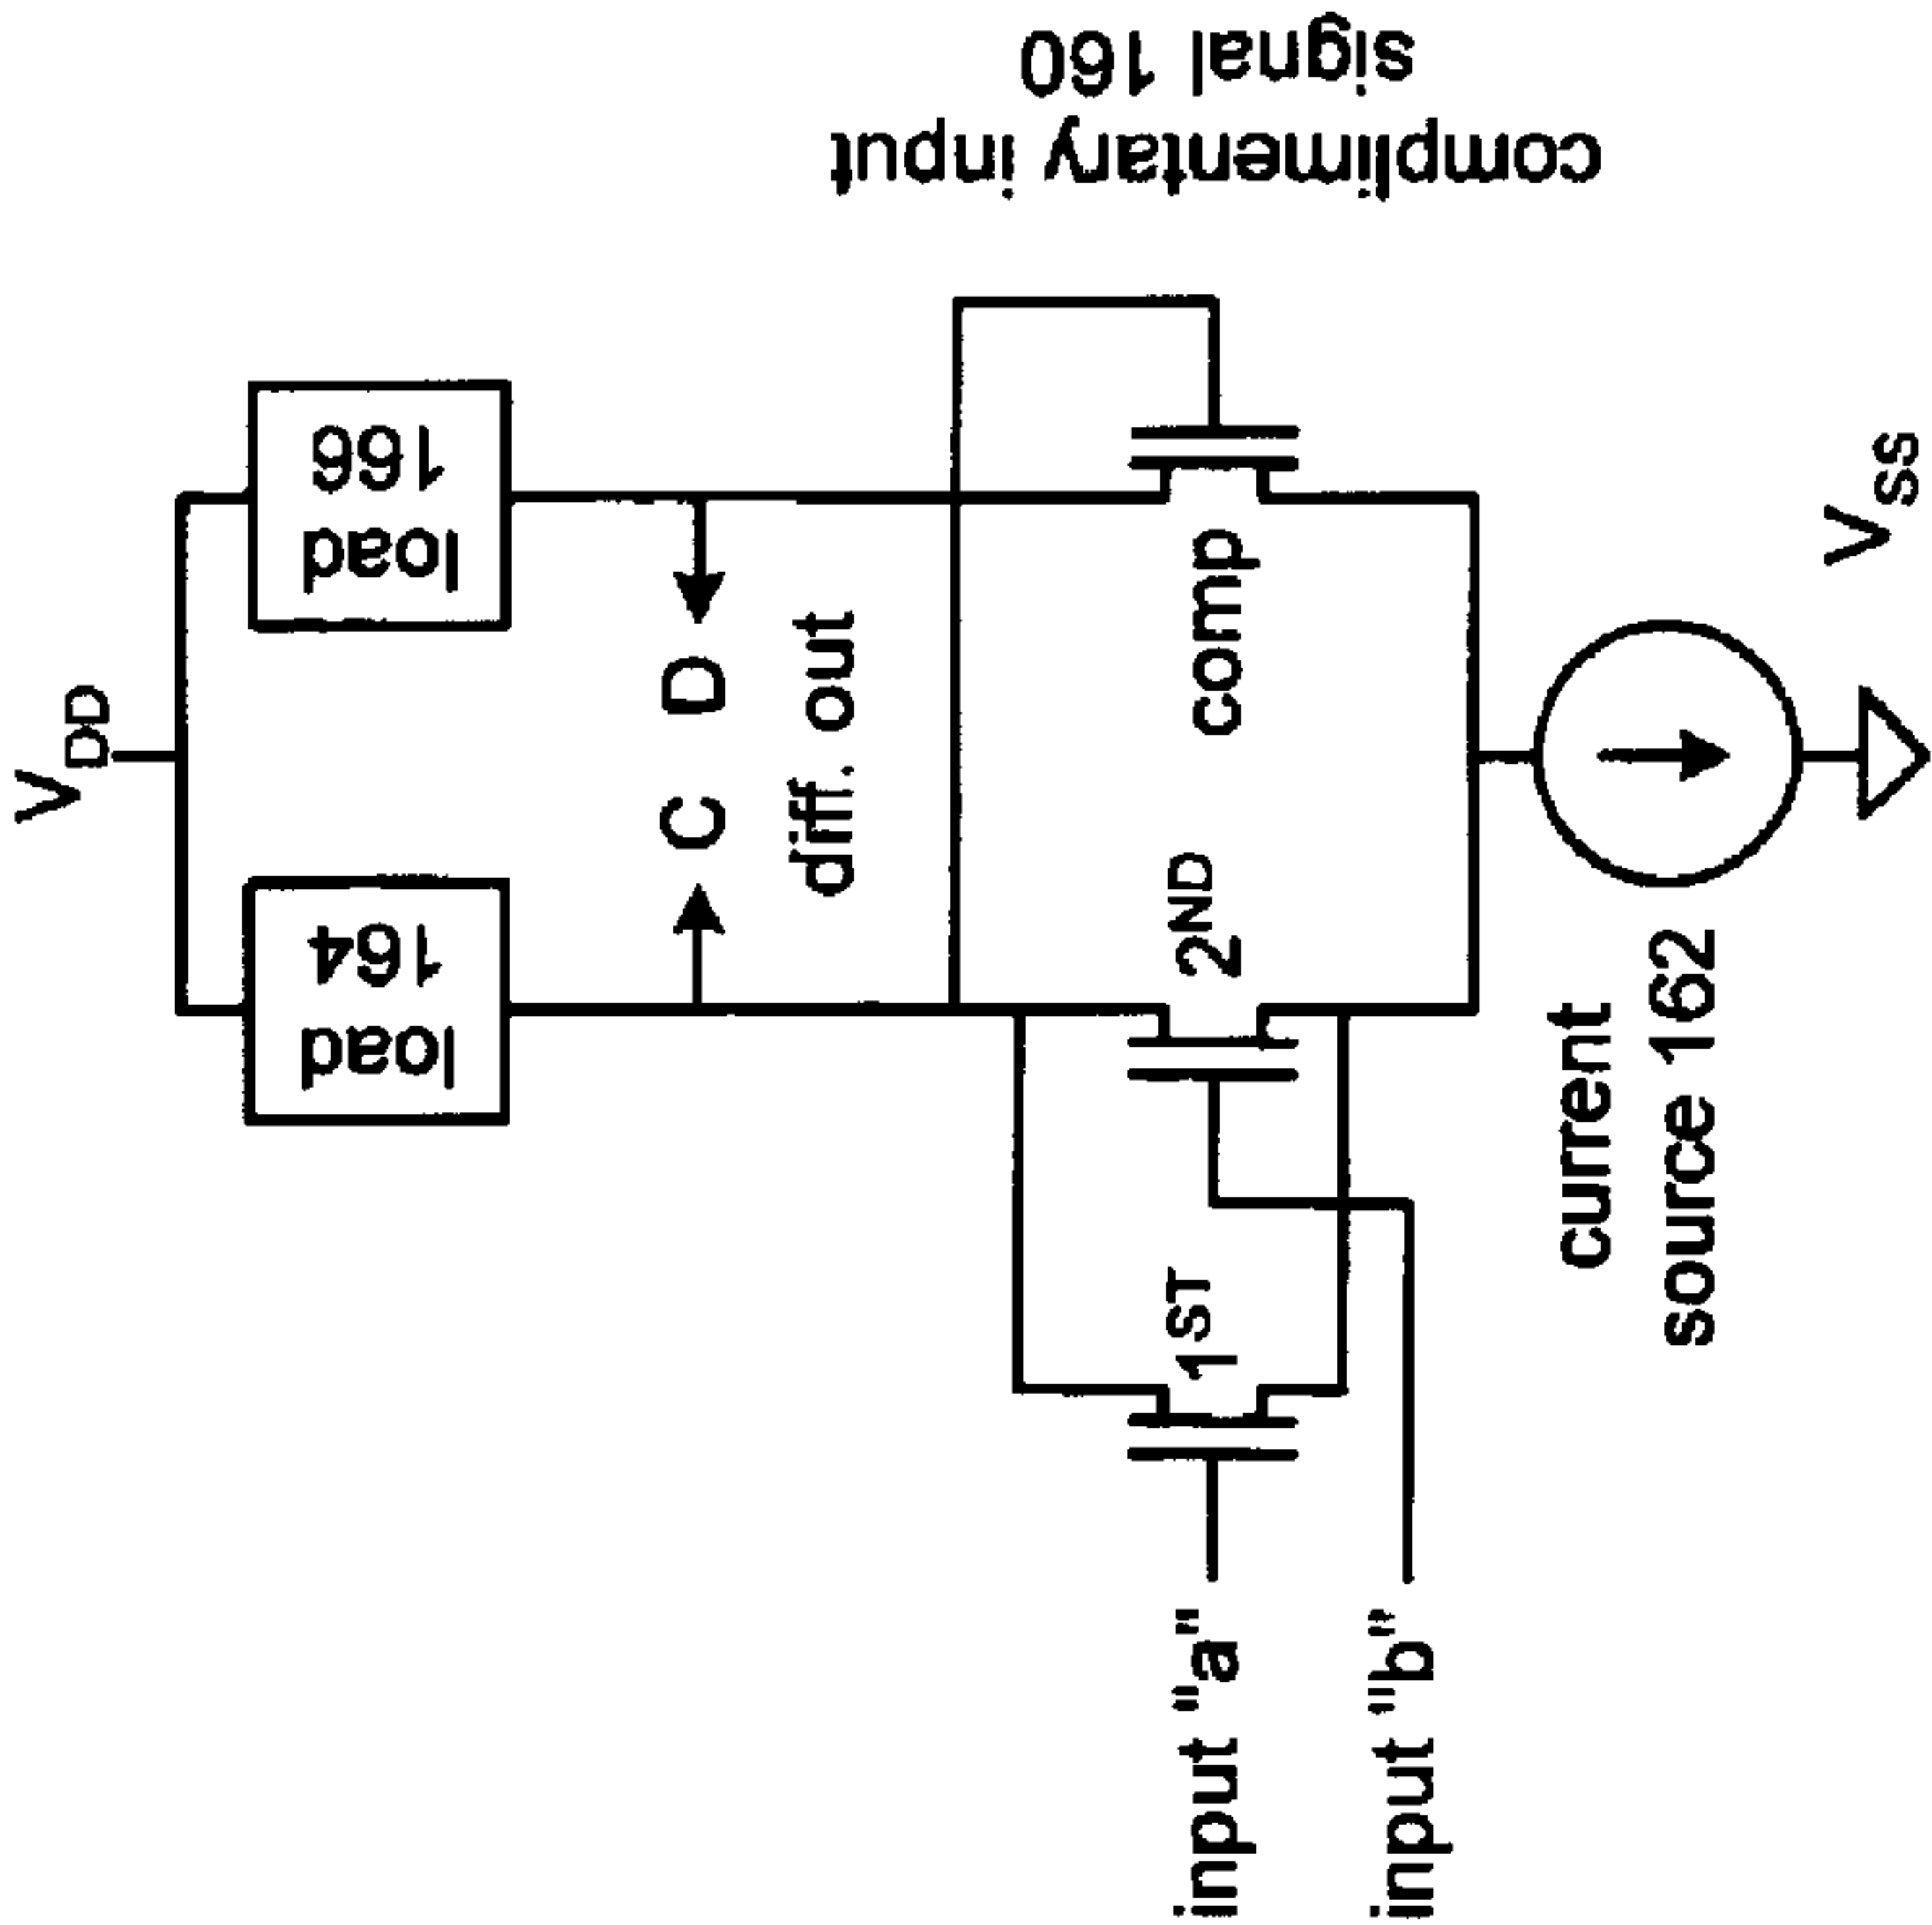 V_DD
load 164
load 166
C D
diff. out
1ST
2ND
comp
input "a"
input "b"
current
source 162
V_SS
complimentary input
signal 160